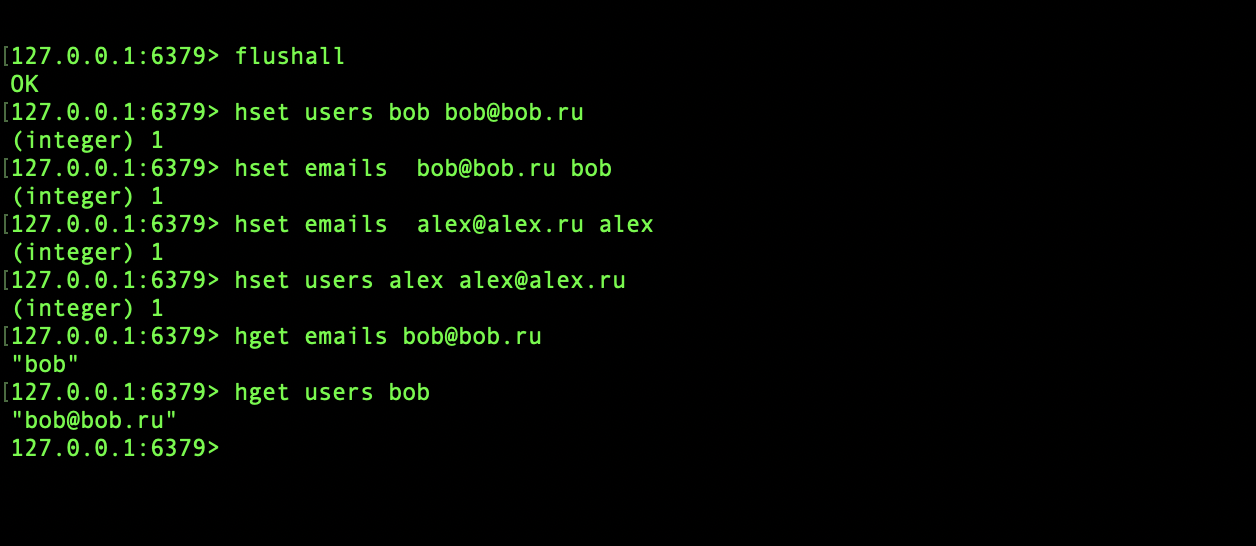 [127.0.0.1:6379> flushall
OK
[127.0.0.1:6379> hset users bob bob@bob.ru
(integer) 1
[127.0.0.1:6379> hset emails  bob@bob.ru bob
(integer) 1
[127.0.0.1:6379> hset emails  alex@alex.ru alex
(integer) 1
[127.0.0.1:6379> hset users alex alex@alex.ru
(integer) 1
[127.0.0.1:6379> hget emails bob@bob.ru
"bob"
[127.0.0.1:6379> hget users bob
"bob@bob.ru"
127.0.0.1:6379>